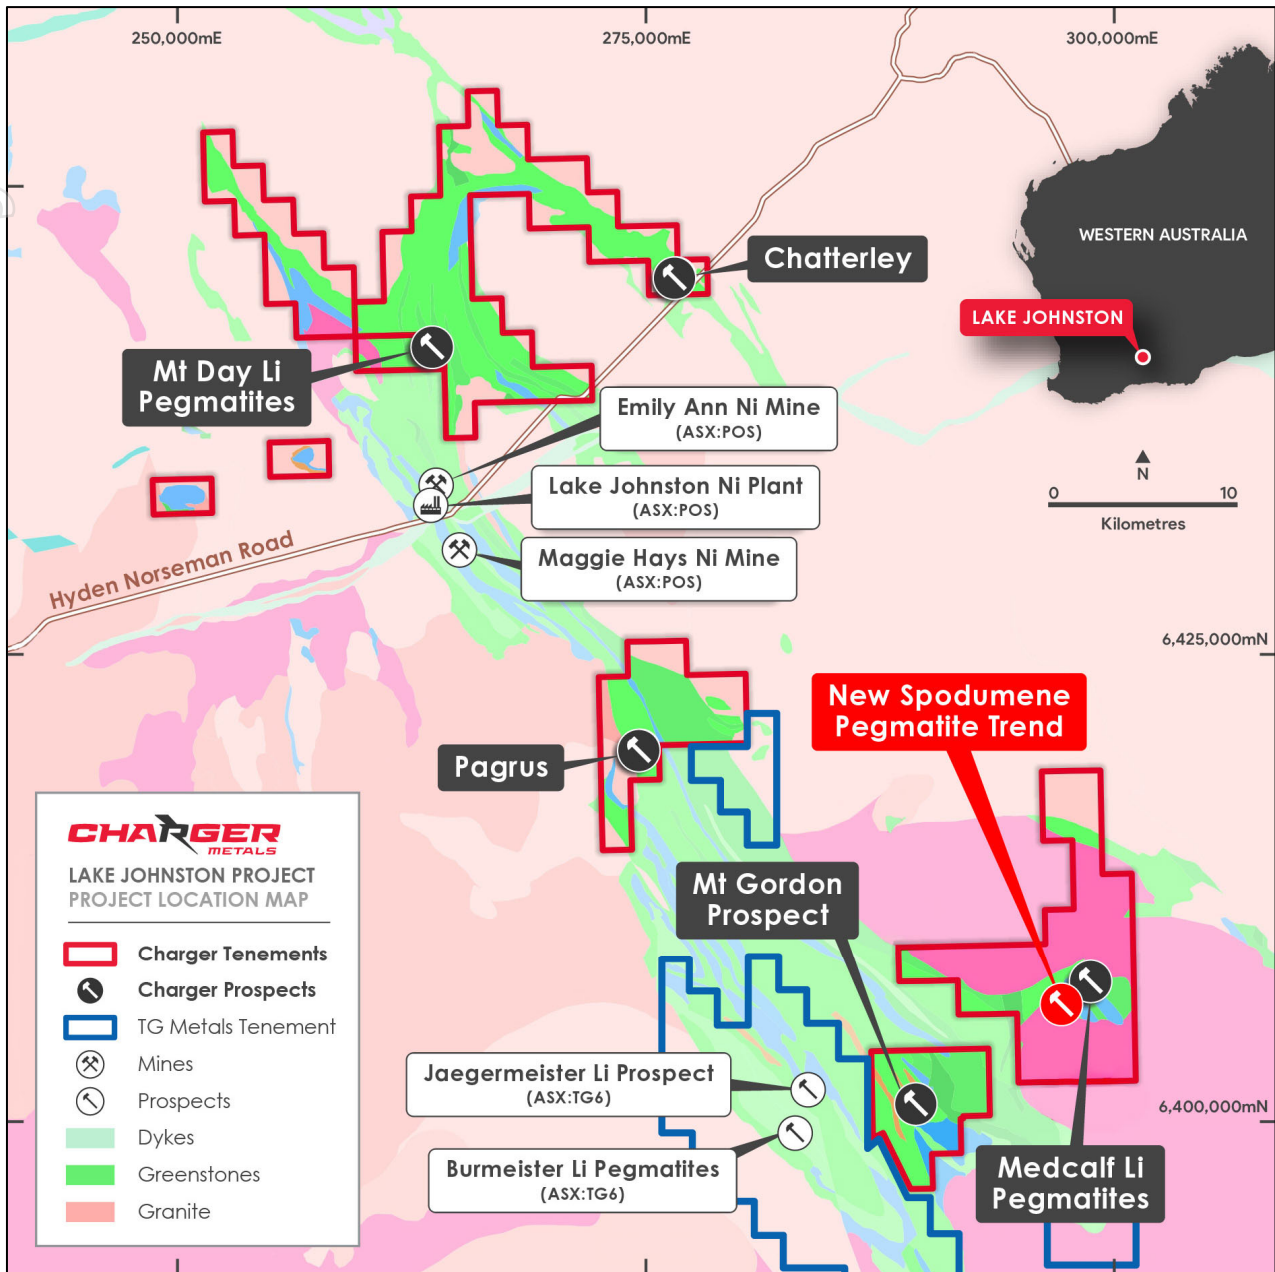 250,000mE
275,000mE
300,000mE
Chatterley
WESTERN AUSTRALIA
LAKE JOHNSTON
Mt Day Li
Pegmatites
Emily Ann Ni Mine
(ASX:POS)
N
0 10
Kilometres
Lake Johnston Ni Plant
(ASX:POS)
Hyden Norseman Road
Maggie Hays Ni Mine
(ASX:POS)
6,425,000mN
New Spodumene
Pegmatite Trend
Pagrus
Mt Gordon
Prospect
CHARGER
METALS
LAKE JOHNSTON PROJECT
PROJECT LOCATION MAP
Charger Tenements
Charger Prospects
TG Metals Tenement
Mines
Prospects
Dykes
Greenstones
Granite
Jaegermeister Li Prospect
(ASX:TG6)
6,400,000mN
Burmeister Li Pegmatites
(ASX:TG6)
Medcalf Li
Pegmatites